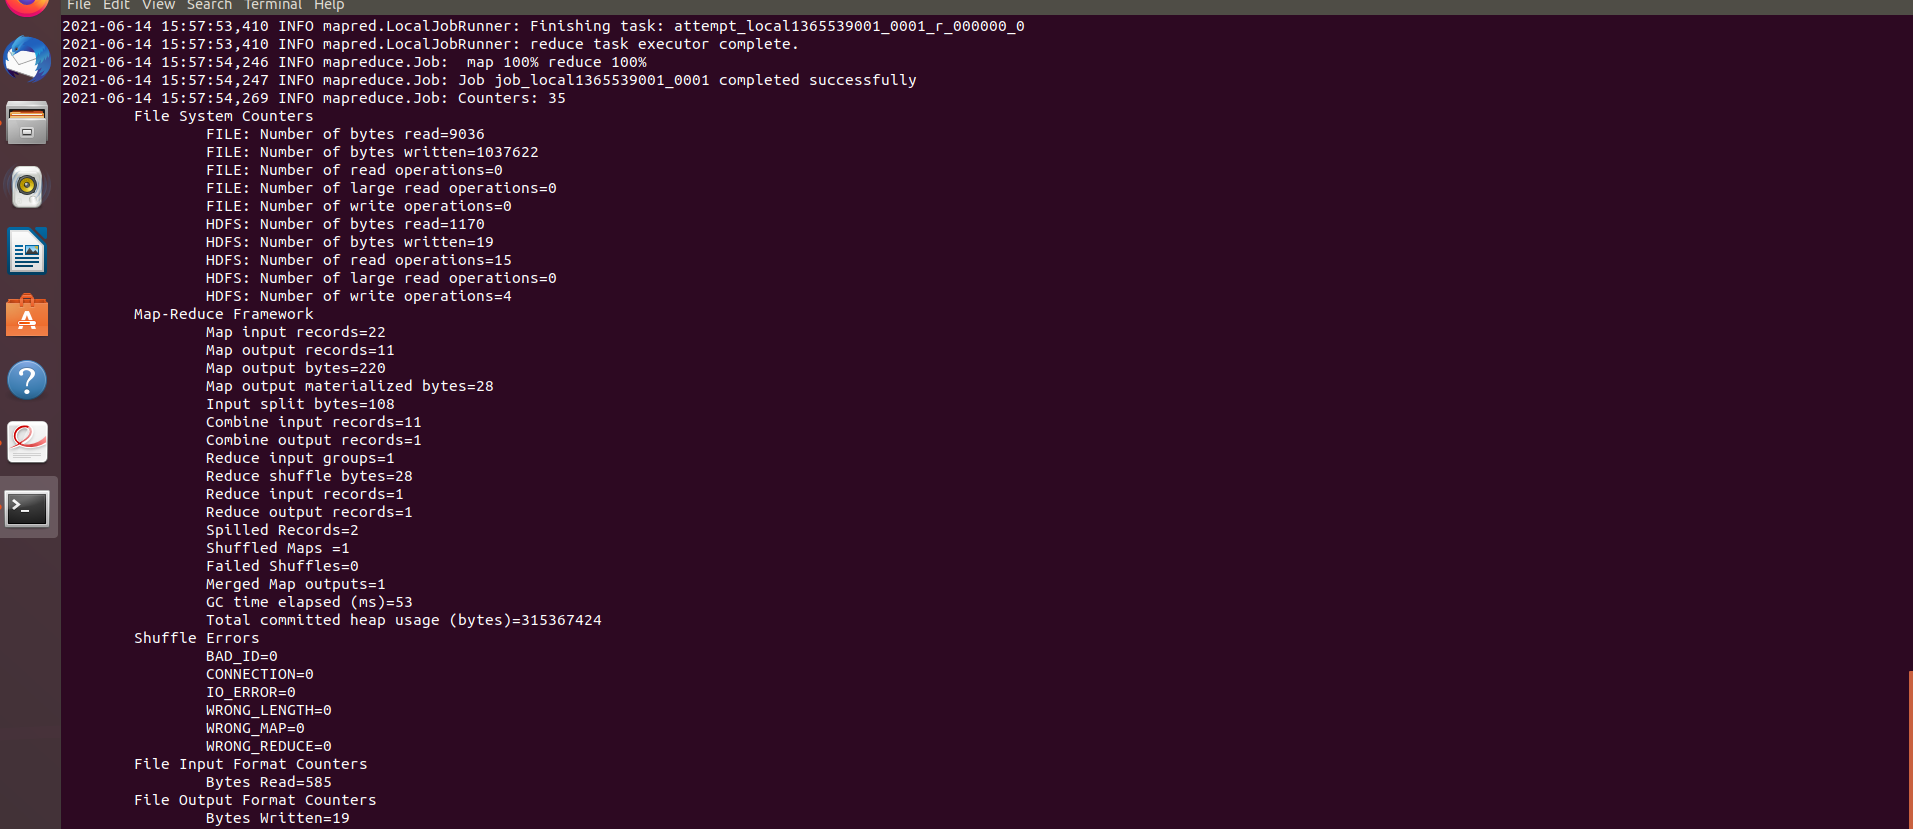 File Edit View Search Terminal Help
2021-06-14 15:57:53,410 INFO mapred.LocalJobRunner: Finishing task: attempt_local1365539001_0001_r_000000_0
2021-06-14 15:57:53,410 INFO mapred.LocalJobRunner: reduce task executor complete.
2021-06-14 15:57:54,246 INFO mapreduce.Job:  map 100% reduce 100%
2021-06-14 15:57:54,247 INFO mapreduce.Job: Job job_local1365539001_0001 completed successfully
2021-06-14 15:57:54,269 INFO mapreduce.Job: Counters: 35
File System Counters
FILE: Number of bytes read=9036
FILE: Number of bytes written=1037622
FILE: Number of read operations=0
FILE: Number of large read operations=0
FILE: Number of write operations=0
HDFS: Number of bytes read=1170
HDFS: Number of bytes written=19
HDFS: Number of read operations=15
HDFS: Number of large read operations=0
HDFS: Number of write operations=4
Map-Reduce Framework
Map input records=22
Map output records=11
Map output bytes=220
Map output materialized bytes=28
Input split bytes=108
Combine input records=11
Combine output records=1
Reduce input groups=1
Reduce shuffle bytes=28
Reduce input records=1
Reduce output records=1
Spilled Records=2
Shuffled Maps =1
Failed Shuffles=0
Merged Map outputs=1
GC time elapsed (ms)=53
Total committed heap usage (bytes)=315367424
Shuffle Errors
BAD_ID=0
CONNECTION=0
IO_ERROR=0
WRONG_LENGTH=0
WRONG_MAP=0
WRONG_REDUCE=0
File Input Format Counters
Bytes Read=585
File Output Format Counters
Bytes Written=19